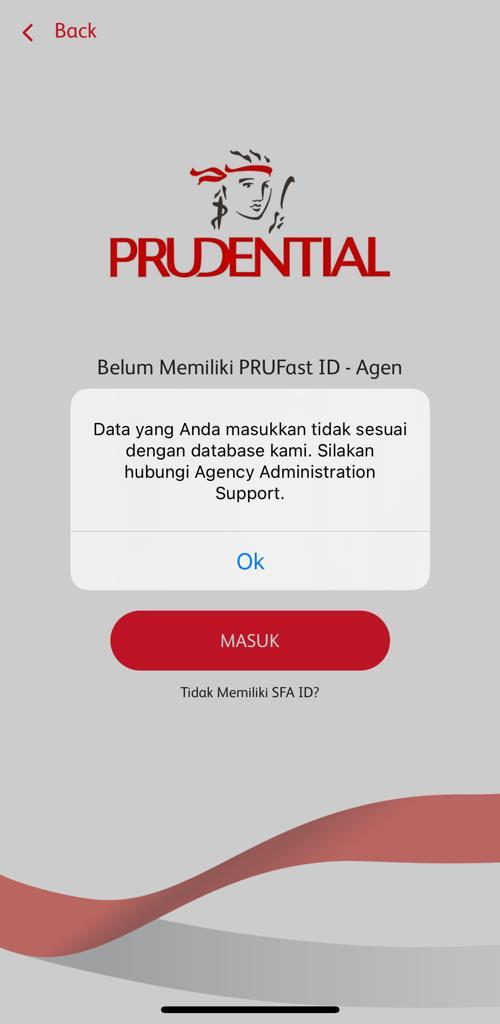 Back
PRUDENTIAL
Belum Memiliki PRUFast ID - Agen
Data yang Anda masukkan tidak sesuai
dengan database kami. Silakan
hubungi Agency Administration
Support.
Ok
MASUK
Tidak Memiliki SFA ID?